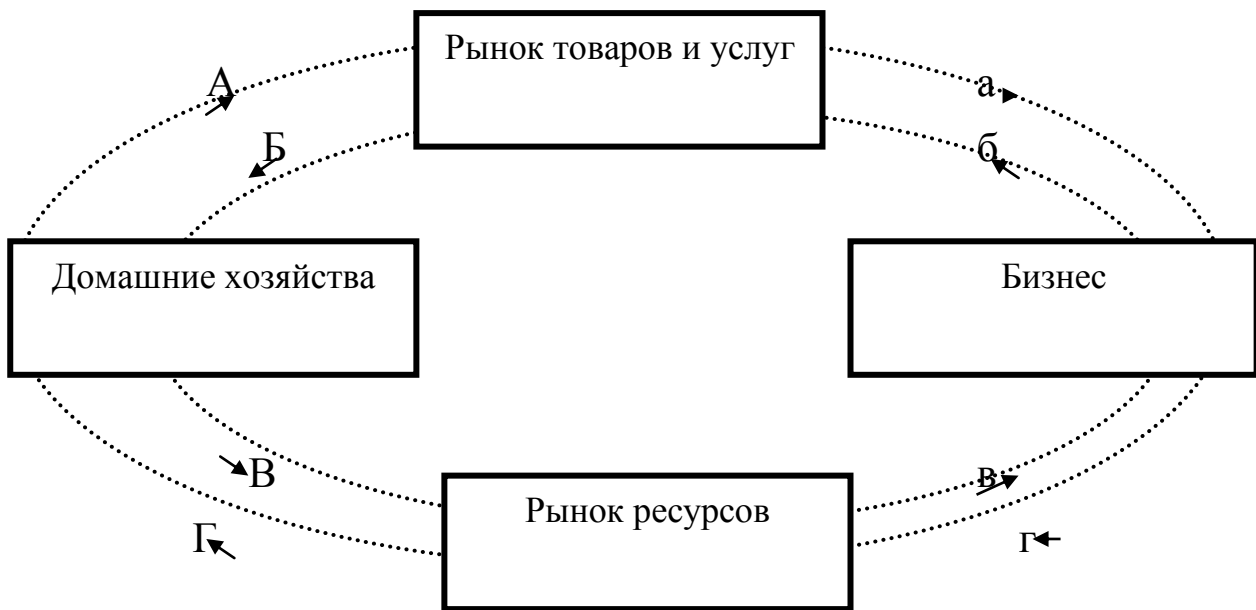 Рынок товаров и услуг
А
а
Б
б
Домашние хозяйства
Бизнес
В
в
Рынок ресурсов
Г
г